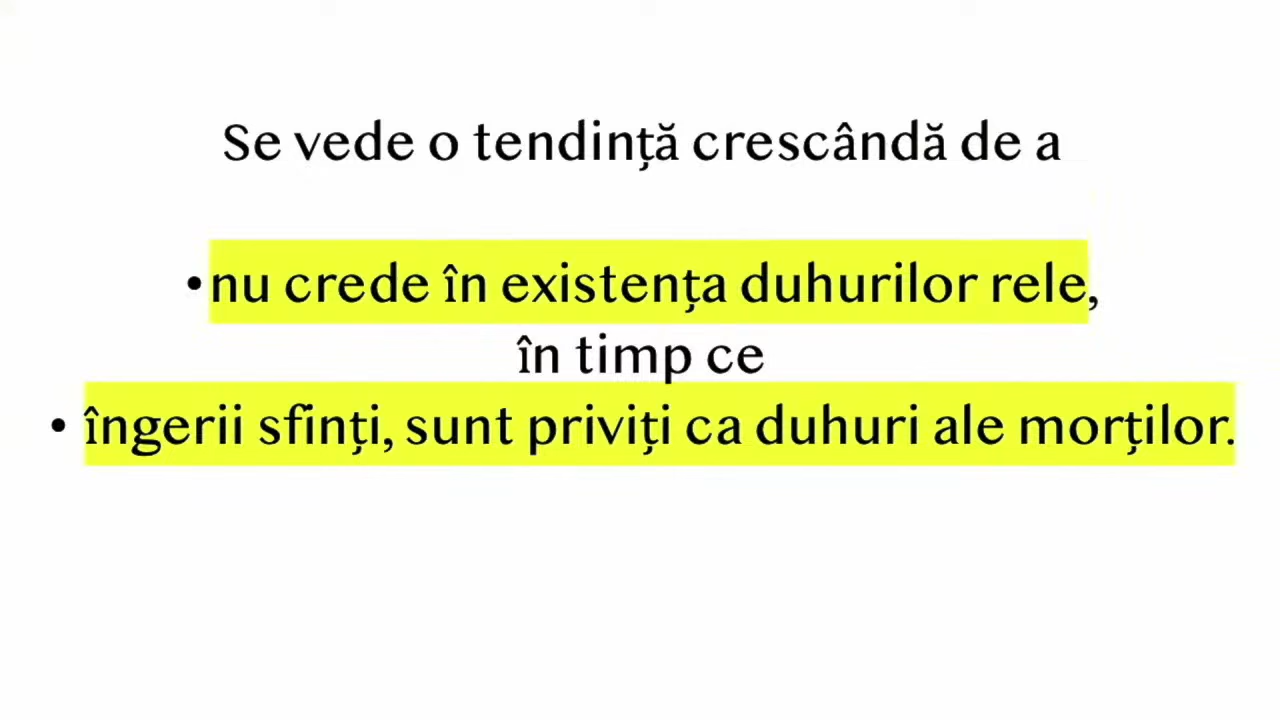 Se vede o tendință crescândă de a
•nu crede în existența duhurilor rele,
în timp ce
• îngerii sfinți, sunt priviți ca duhuri ale morților.